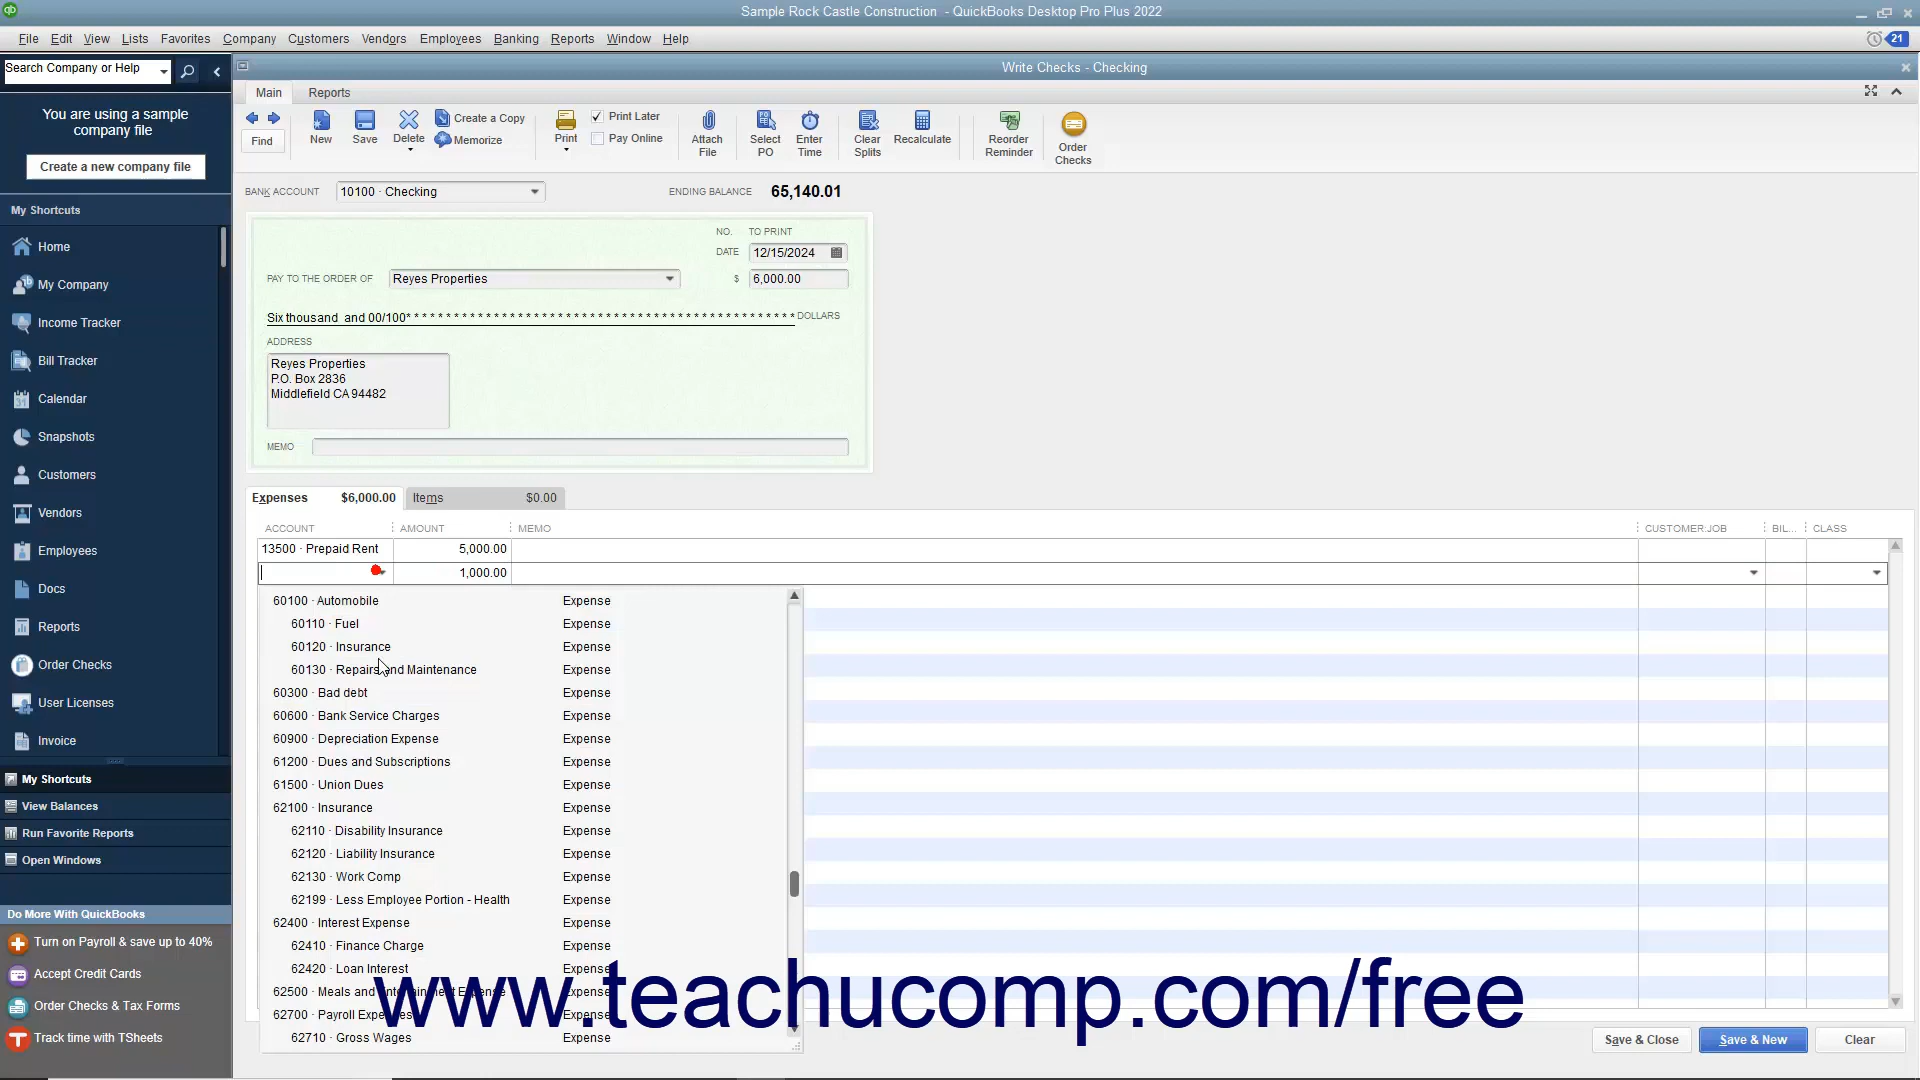 Sample Rock Castle Construction - QuickBooks Desktop Pro Plus 2022
File Edit View Lists Favorites Company Customers Vendors Employees Banking Reports Window Help
21
Search Company or Help
Write Checks - Checking
You are using a sample
company file
Create a new company file
My Shortcuts
Home
My Company
Income Tracker
Bill Tracker
Calendar
Snapshots
Customers
Vendors
Employees
Docs
Reports
Order Checks
User Licenses
Invoice
My Shortcuts
View Balances
Run Favorite Reports
Open Windows
Do More With QuickBooks
Turn on Payroll & save up to 40%
Accept Credit Cards
Order Checks & Tax Forms
Track time with TSheets
Main Reports
Find
New
Save
Delete
Create a Copy
Memorize
Print
Print Later
Pay Online
Attach
File
Select
PO
Enter
Time
Clear
Splits
Recalculate
Reorder
Reminder
Order
Checks
BANK ACCOUNT 10100 · Checking ENDING BALANCE 65,140.01
NO. TO PRINT
DATE 12/15/2024
PAY TO THE ORDER OF Reyes Properties $ 6,000.00
Six thousand and 00/100* * * * * * * * * * * * * * * * * * * * * * * * * * * * * * * * * * * * * * * * * * * * * * * * * DOLLARS
ADDRESS
Reyes Properties
P.O. Box 2836
Middlefield CA 94482
MEMO
Expenses $6,000.00 Items $0.00
ACCOUNT AMOUNT MEMO CUSTOMER:JOB BIL... CLASS
13500 · Prepaid Rent 5,000.00
1,000.00
60100 · Automobile Expense
60110 · Fuel Expense
60120 · Insurance Expense
60130 · Repairs and Maintenance Expense
60300 · Bad debt Expense
60600 · Bank Service Charges Expense
60900 · Depreciation Expense Expense
61200 · Dues and Subscriptions Expense
61500 · Union Dues Expense
62100 · Insurance Expense
62110 · Disability Insurance Expense
62120 · Liability Insurance Expense
62130 · Work Comp Expense
62199 · Less Employee Portion - Health Expense
62400 · Interest Expense Expense
62410 · Finance Charge Expense
62420 · Loan Interest Expense
62500 · Meals and Entertainment Expense Expense
62700 · Payroll Expenses Expense
62710 · Gross Wages Expense
www.teachucomp.com/free
Save & Close Save & New Clear